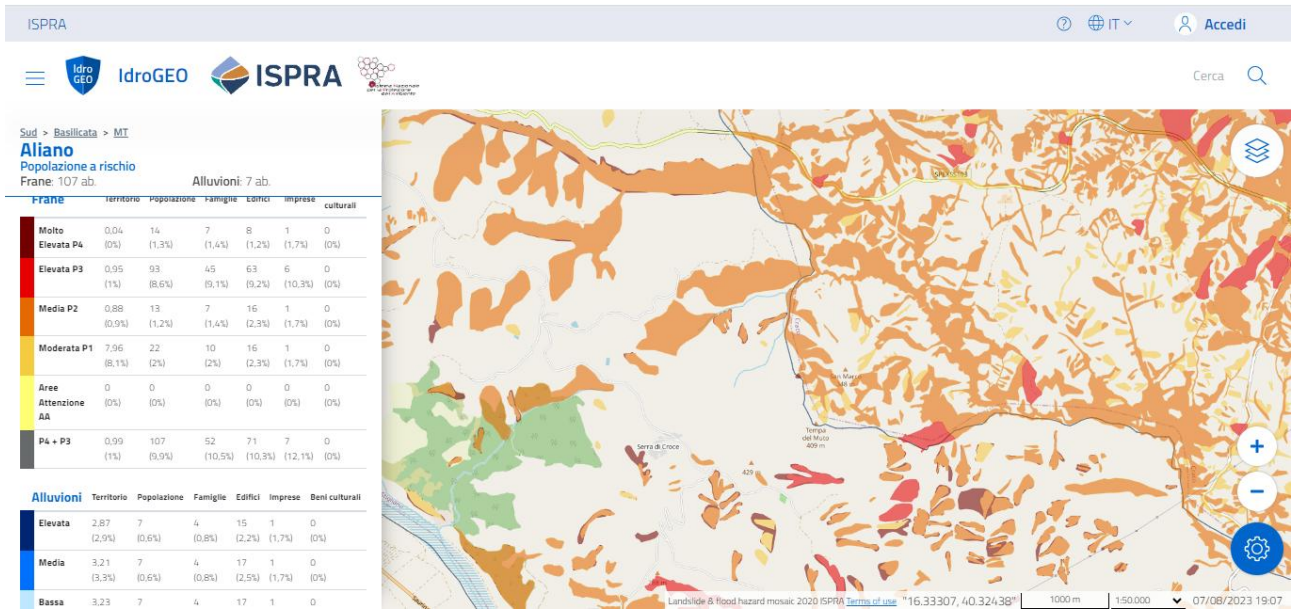 ISPRA
IT
Accedi
Idro
GEO
IdroGEO
ISPRA
Cerca
Sud > Basilicata > MT
Aliano
Popolazione a rischio
Frane: 107 ab. Alluvioni: 7 ab.
Frane Territorio Popolazione Famiglie Edifici Imprese culturali
Molto Elevata P4 0,04 (0%) 14 (1,3%) 7 (1,4%) 8 (1,2%) 1 (1,7%) 0 (0%)
Elevata P3 0,95 (1%) 93 (8,6%) 45 (9,1%) 63 (9,2%) 6 (10,3%) 0 (0%)
Media P2 0,88 (0,9%) 13 (1,2%) 7 (1,4%) 16 (2,3%) 1 (1,7%) 0 (0%)
Moderata P1 7,96 (8,1%) 22 (2%) 10 (2%) 16 (2,3%) 1 (1,7%) 0 (0%)
Aree Attenzione AA 0 (0%) 0 (0%) 0 (0%) 0 (0%) 0 (0%) 0 (0%)
P4 + P3 0,99 (1%) 107 (9,9%) 52 (10,5%) 71 (10,3%) 7 (12,1%) 0 (0%)
Alluvioni Territorio Popolazione Famiglie Edifici Imprese Beni culturali
Elevata 2,87 (2,9%) 7 (0,6%) 4 (0,8%) 15 (2,2%) 1 (1,7%) 0 (0%)
Media 3,21 (3,3%) 7 (0,6%) 4 (0,8%) 17 (2,5%) 1 (1,7%) 0 (0%)
Bassa 3,23 7 4 17 1 0
San Marco
Tempa
del Muto
409 m
Serra di Croce
429 m
+
−
Landslide & flood hazard mosaic 2020 ISPRA Terms of use "16.33307, 40.32438" 1000 m 1:50.000 07/08/2023 19:07